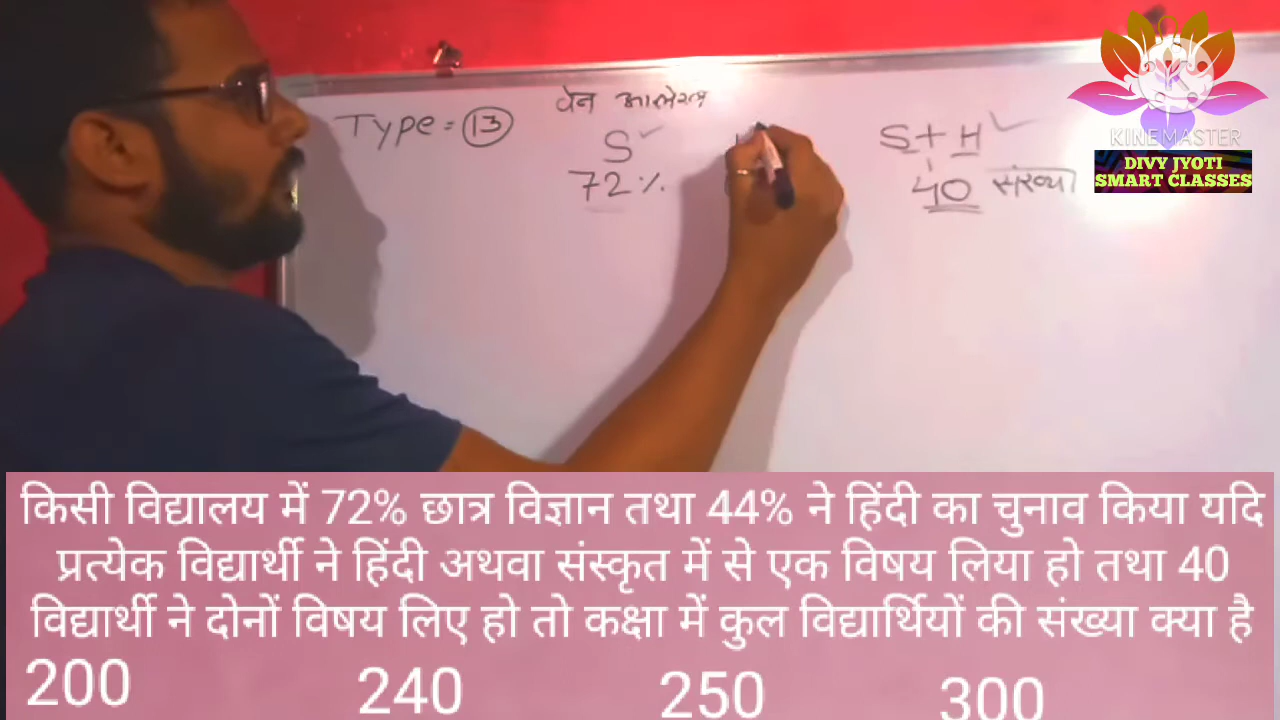 वेन आलेख
Type = 13
S
72%
S + H
40 संख्या
KINEMASTER
DIVY JYOTI
SMART CLASSES
किसी विद्यालय में 72% छात्र विज्ञान तथा 44% ने हिंदी का चुनाव किया यदि
प्रत्येक विद्यार्थी ने हिंदी अथवा संस्कृत में से एक विषय लिया हो तथा 40
विद्यार्थी ने दोनों विषय लिए हो तो कक्षा में कुल विद्यार्थियों की संख्या क्या है
200 240 250 300